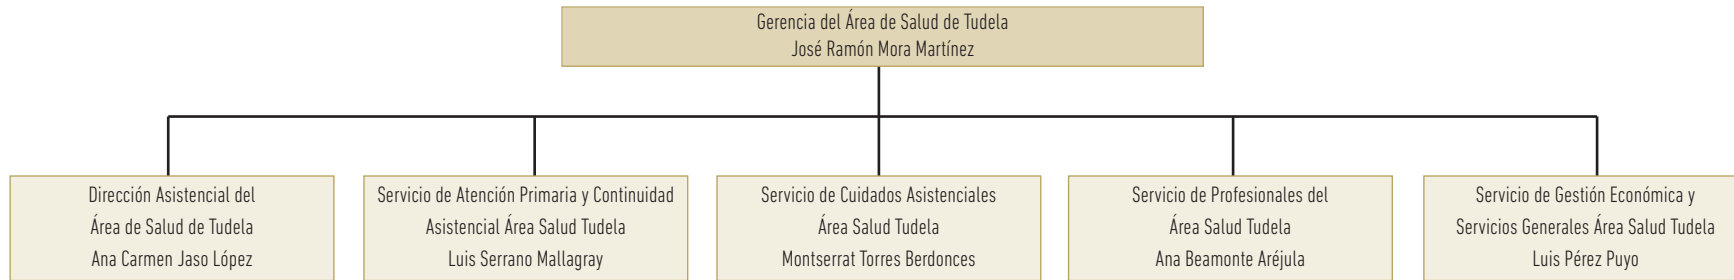 Gerencia del Área de Salud de Tudela
José Ramón Mora Martínez
Dirección Asistencial del
Área de Salud de Tudela
Ana Carmen Jaso López
Servicio de Atención Primaria y Continuidad
Asistencial Área Salud Tudela
Luis Serrano Mallagray
Servicio de Cuidados Asistenciales
Área Salud Tudela
Montserrat Torres Berdonces
Servicio de Profesionales del
Área Salud Tudela
Ana Beamonte Aréjula
Servicio de Gestión Económica y
Servicios Generales Área Salud Tudela
Luis Pérez Puyo